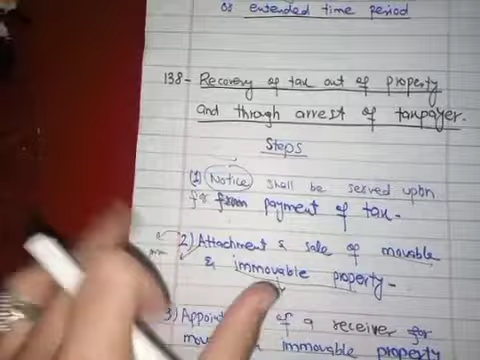 or extended time period
138- Recovery of tax out of property
and through arrest of taxpayer.
Steps
(1) Notice shall be served upon
for payment of tax-
2) Attachment & sale of movable
& immovable property-
3) Appoint of a receiver for
immovable property